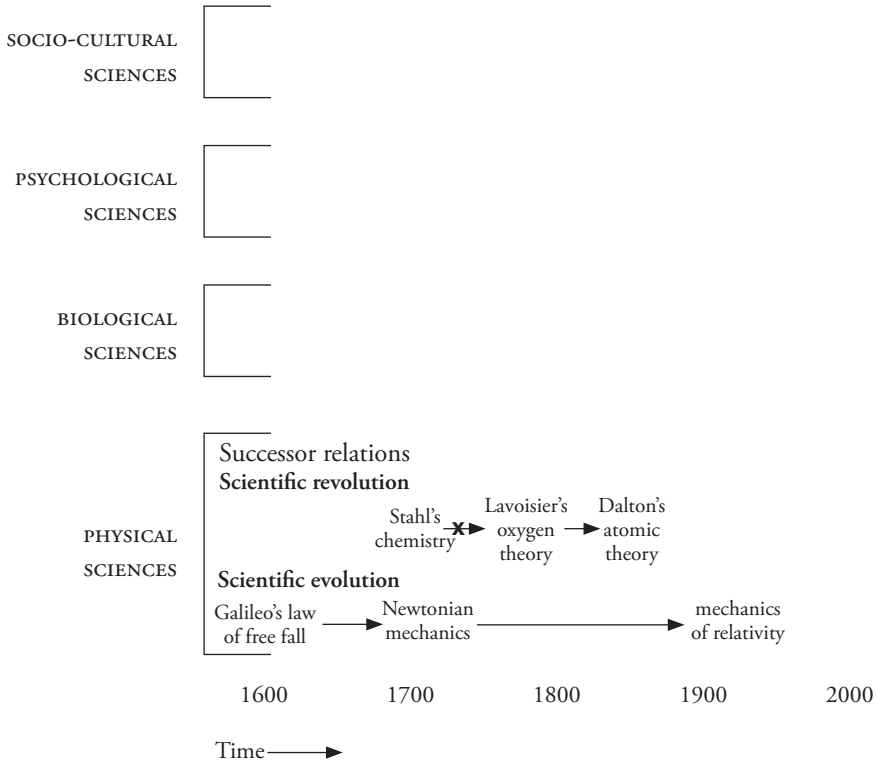 SOCIO-CULTURAL
SCIENCES
PSYCHOLOGICAL
SCIENCES
BIOLOGICAL
SCIENCES
PHYSICAL
SCIENCES
Successor relations
Scientific revolution
Stahl's
chemistry
x
Lavoisier's
oxygen
theory
Dalton's
atomic
theory
Scientific evolution
Galileo's law
of free fall
Newtonian
mechanics
mechanics
of relativity
1600 1700 1800 1900 2000
Time